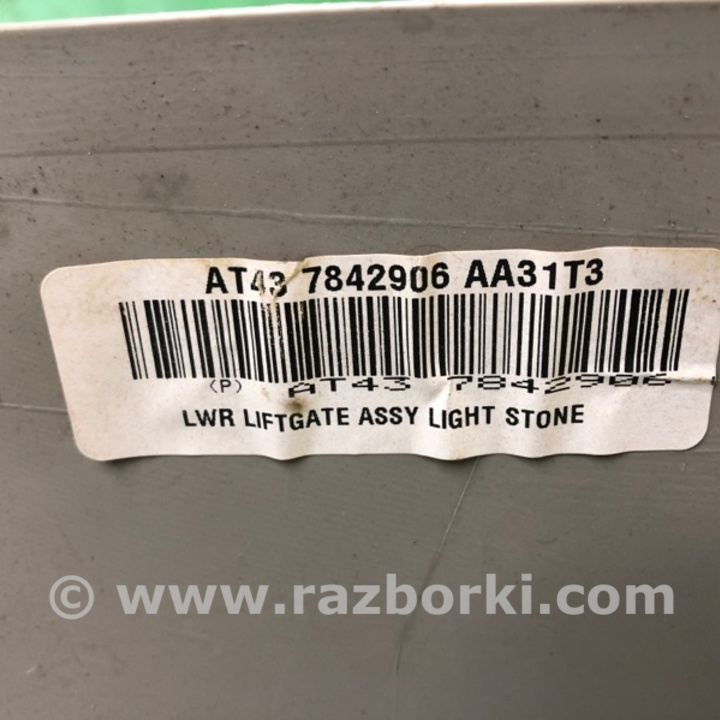 AT43 7842906 AA31T3
(P) AT43 7842906
LWR LIFTGATE ASSY LIGHT STONE
© www.razborki.com